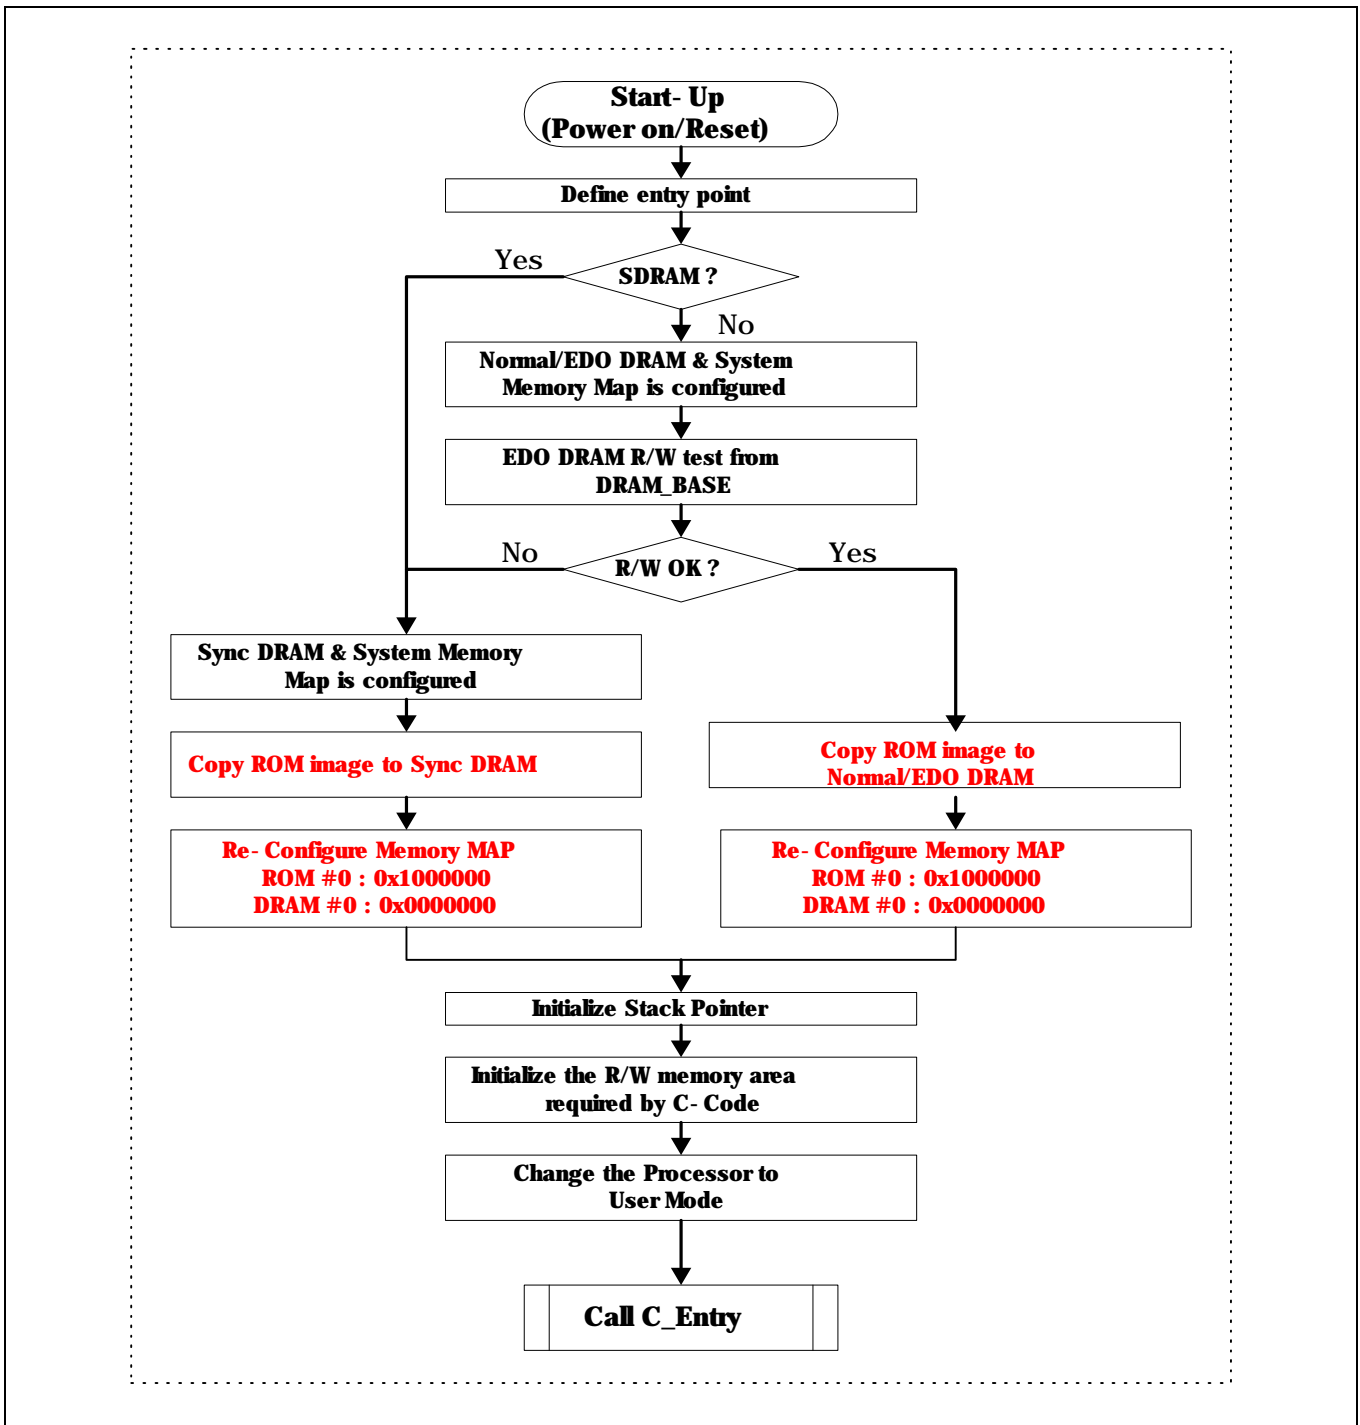 Start- Up
(Power on/Reset)
Define entry point
Yes
SDRAM ?
No
Normal/EDO DRAM & System
Memory Map is configured
EDO DRAM R/W test from
DRAM_BASE
No
R/W OK ?
Yes
Sync DRAM & System Memory
Map is configured
Copy ROM image to Sync DRAM
Copy ROM image to
Normal/EDO DRAM
Re- Configure Memory MAP
ROM #0 : 0x1000000
DRAM #0 : 0x0000000
Re- Configure Memory MAP
ROM #0 : 0x1000000
DRAM #0 : 0x0000000
Initialize Stack Pointer
Initialize the R/W memory area
required by C- Code
Change the Processor to
User Mode
Call C_Entry